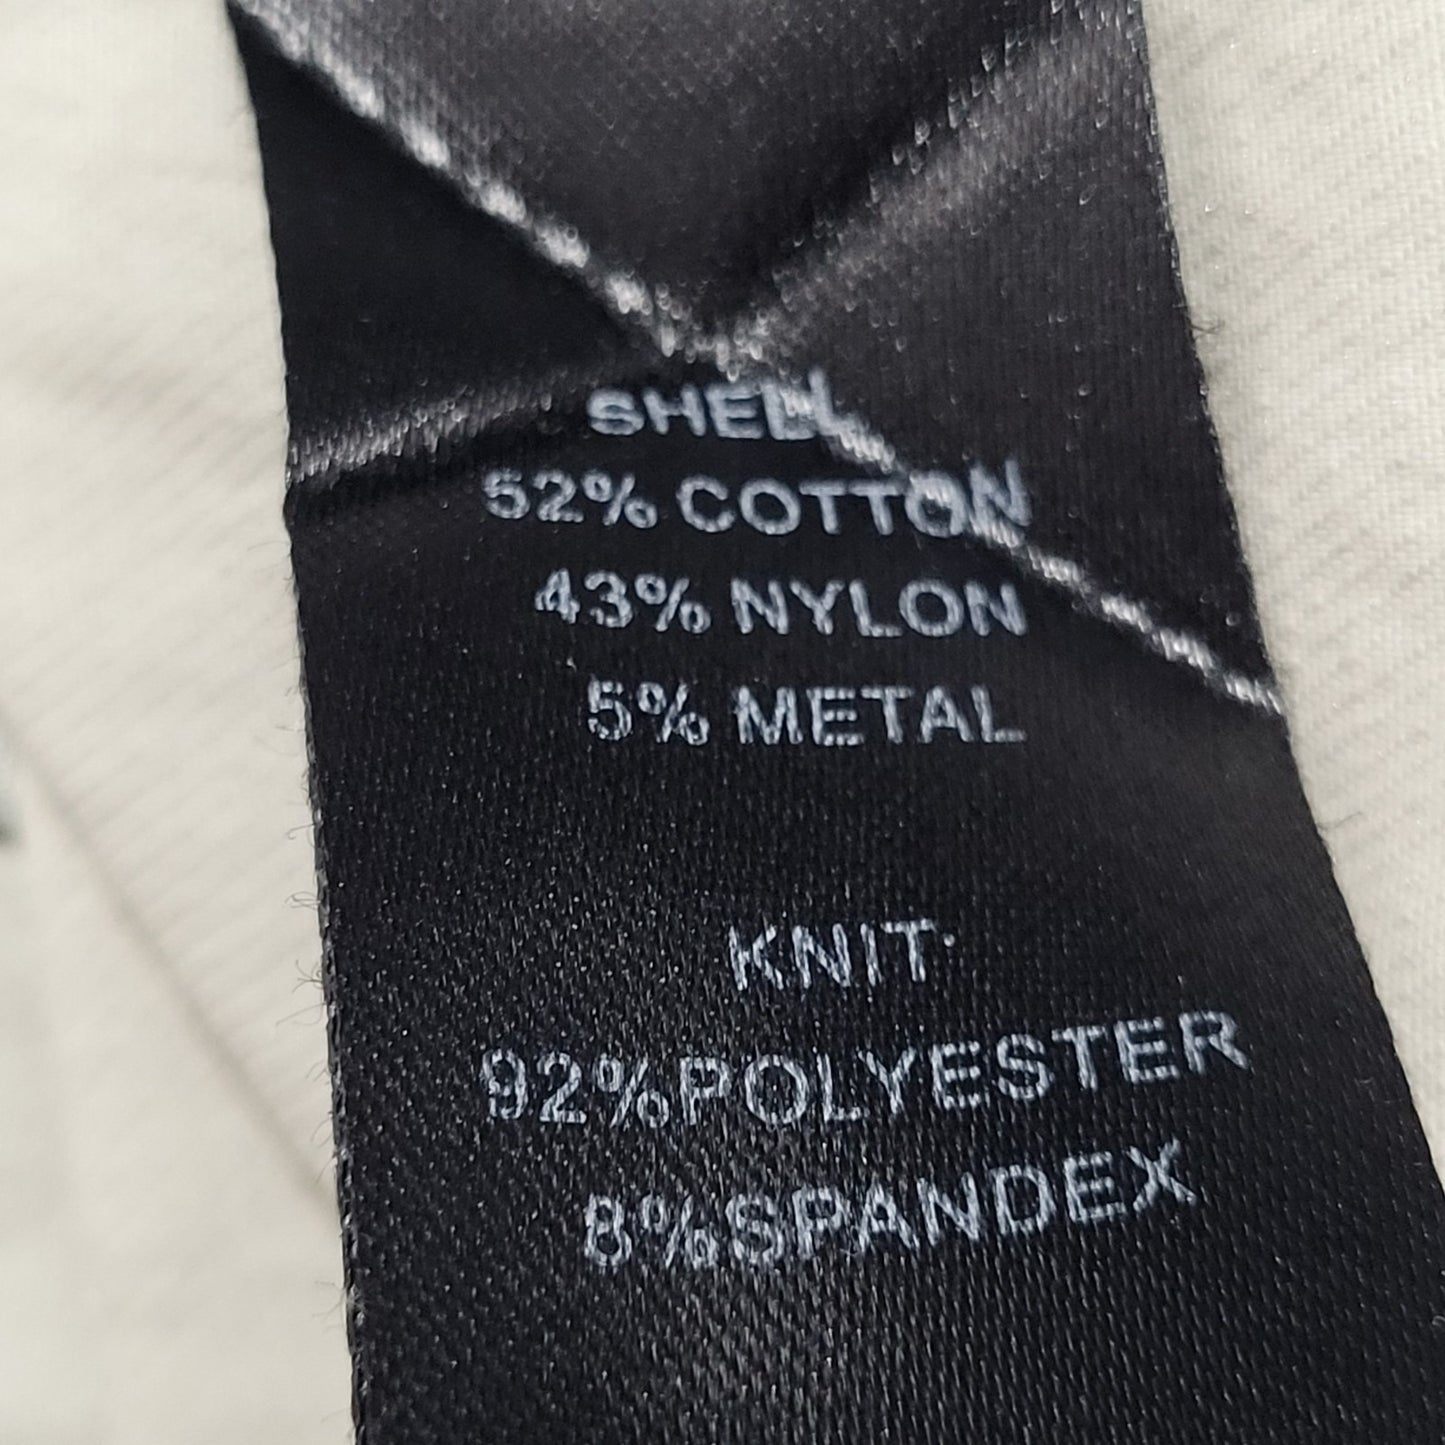 SHELL
52% COTTON
43% NYLON
5% METAL
KNIT:
92%POLYESTER
8%SPANDEX